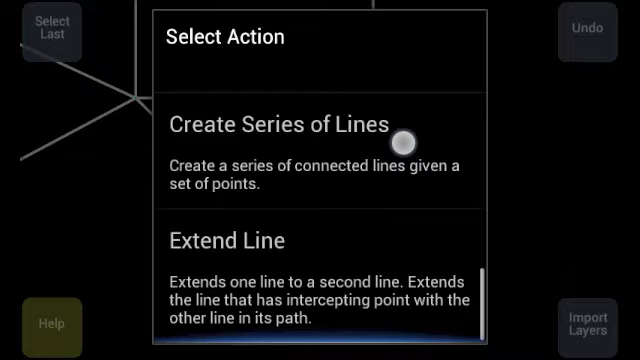 Select
Last
Select Action
Undo
Create Series of Lines
Create a series of connected lines given a
set of points.
Extend Line
Extends one line to a second line. Extends
the line that has intercepting point with the
other line in its path.
Help
Import
Layers